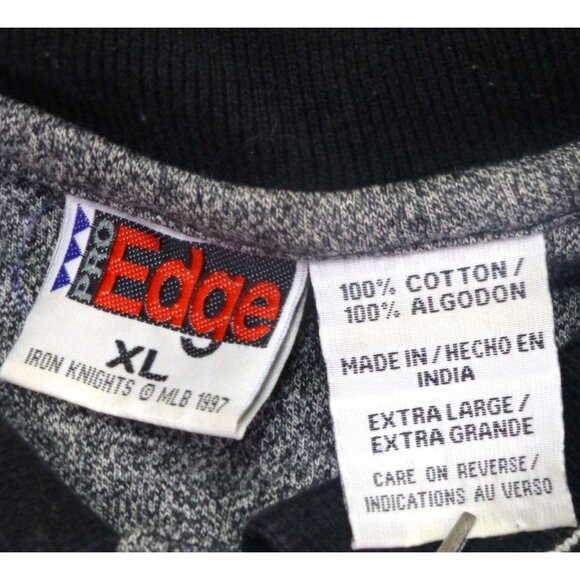 PRO
Edge
XL
IRON KNIGHTS @ MLB 1997
100% COTTON /
100% ALGODON
MADE IN / HECHO EN
INDIA
EXTRA LARGE /
EXTRA GRANDE
CARE ON REVERSE /
INDICATIONS AU VERSO